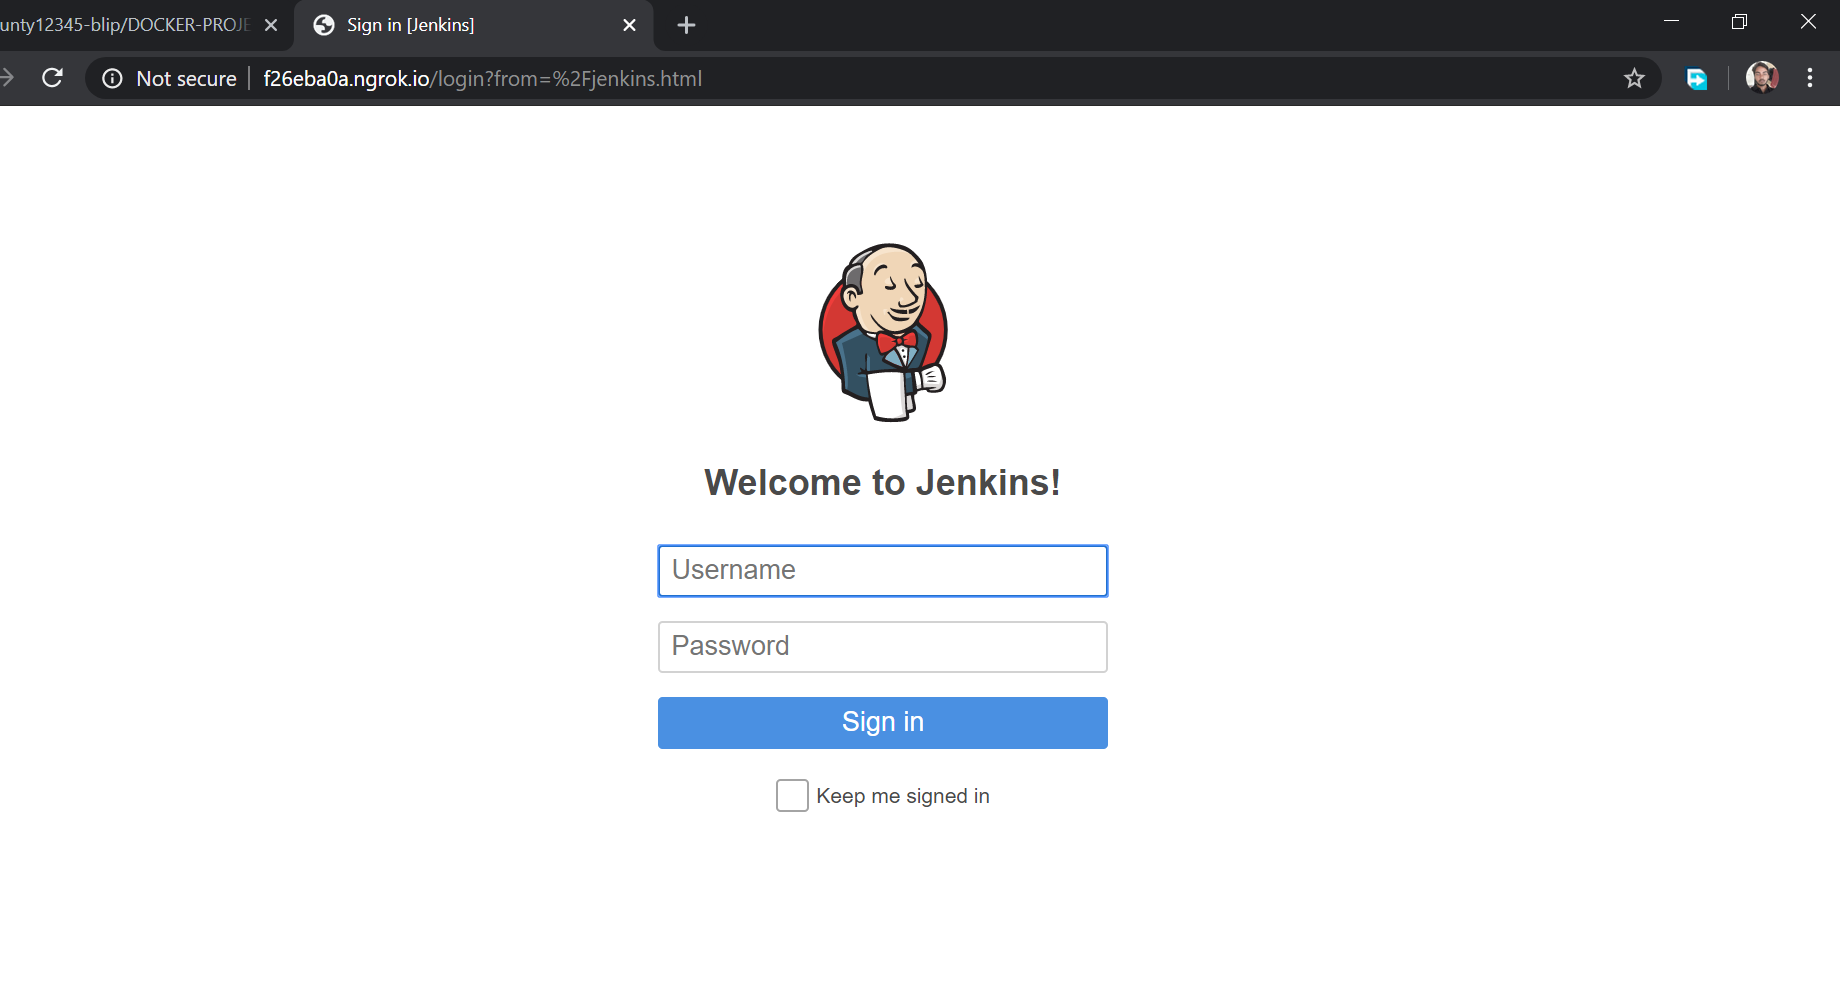 unty12345-blip/DOCKER-PROJE
Sign in [Jenkins]
Not secure
f26eba0a.ngrok.io/login?from=%2Fjenkins.html
Welcome to Jenkins!
Username
Password
Sign in
Keep me signed in